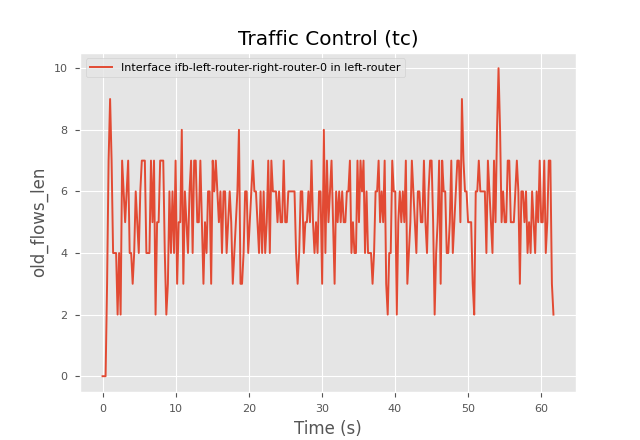 Traffic Control (tc)
Interface ifb-left-router-right-router-0 in left-router
10
8
6
4
2
0
old_flows_len
0 10 20 30 40 50 60
Time (s)